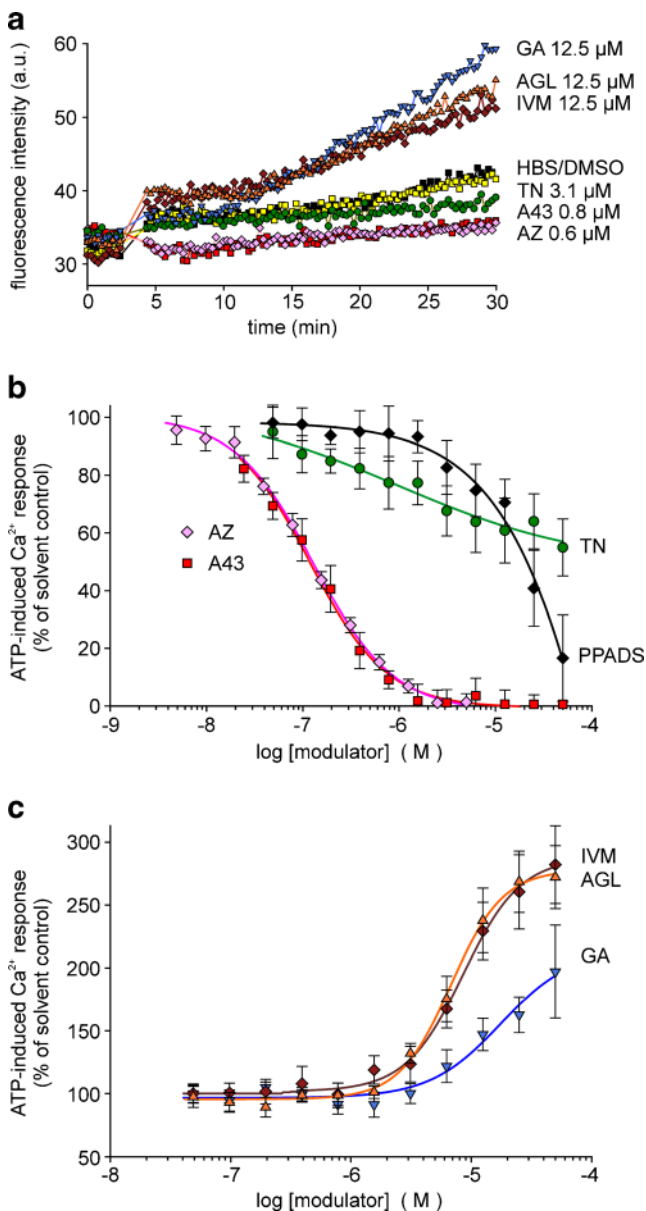 a
fluorescence intensity (a.u.)
60
50
40
30
0
5
10
15
20
25
30
time (min)
GA 12.5 µM
AGL 12.5 µM
IVM 12.5 µM
HBS/DMSO
TN 3.1 µM
A43 0.8 µM
AZ 0.6 µM
b
ATP-induced Ca²⁺ response
(% of solvent control)
100
80
60
40
20
0
AZ
A43
TN
PPADS
-9
-8
-7
-6
-5
-4
log [modulator] ( M )
c
ATP-induced Ca²⁺ response
(% of solvent control)
300
250
200
150
100
50
IVM
AGL
GA
-8
-7
-6
-5
-4
log [modulator] ( M )